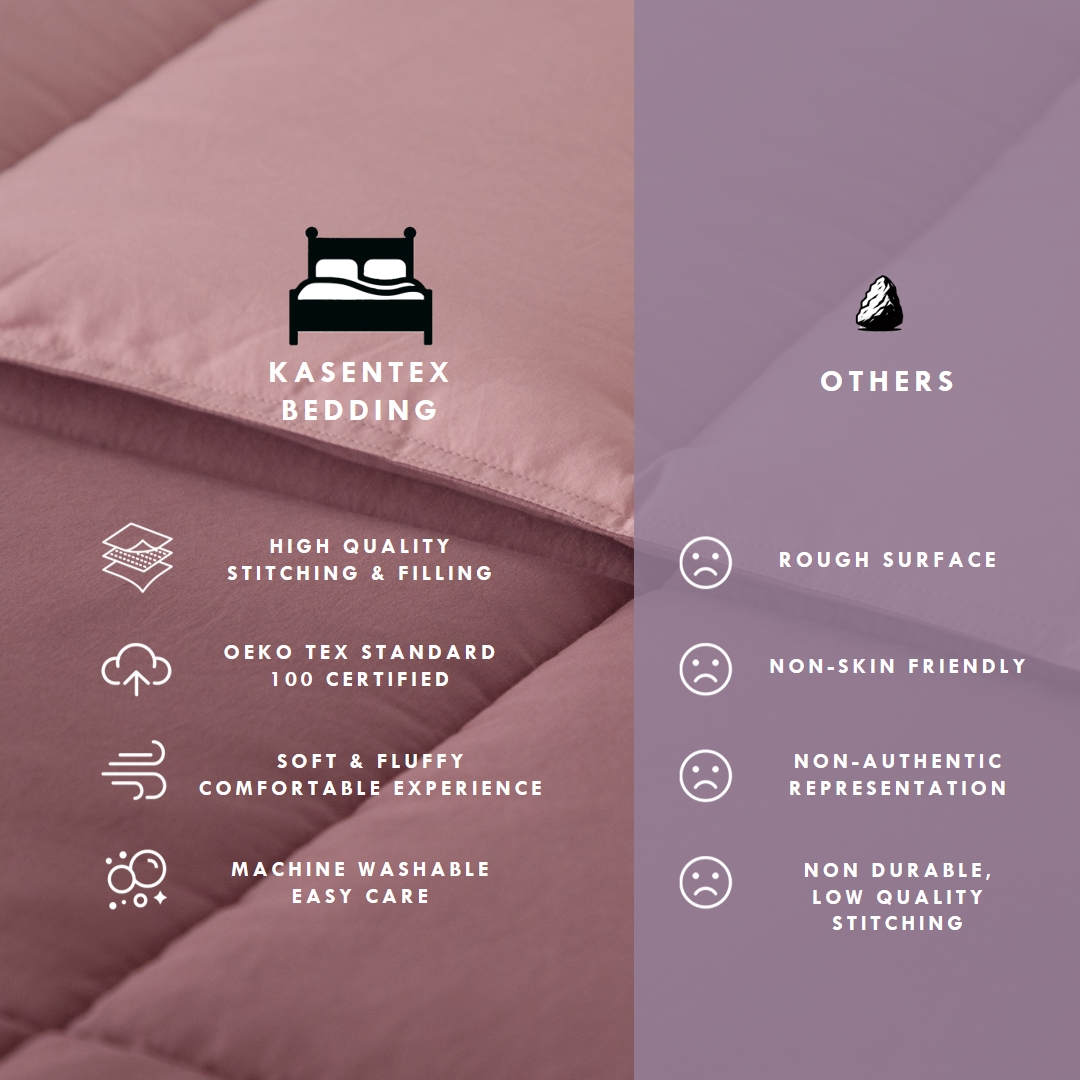 KASENTEX
BEDDING
HIGH QUALITY
STITCHING & FILLING
OEKO TEX STANDARD
100 CERTIFIED
SOFT & FLUFFY
COMFORTABLE EXPERIENCE
MACHINE WASHABLE
EASY CARE
OTHERS
ROUGH SURFACE
NON-SKIN FRIENDLY
NON-AUTHENTIC
REPRESENTATION
NON DURABLE,
LOW QUALITY
STITCHING